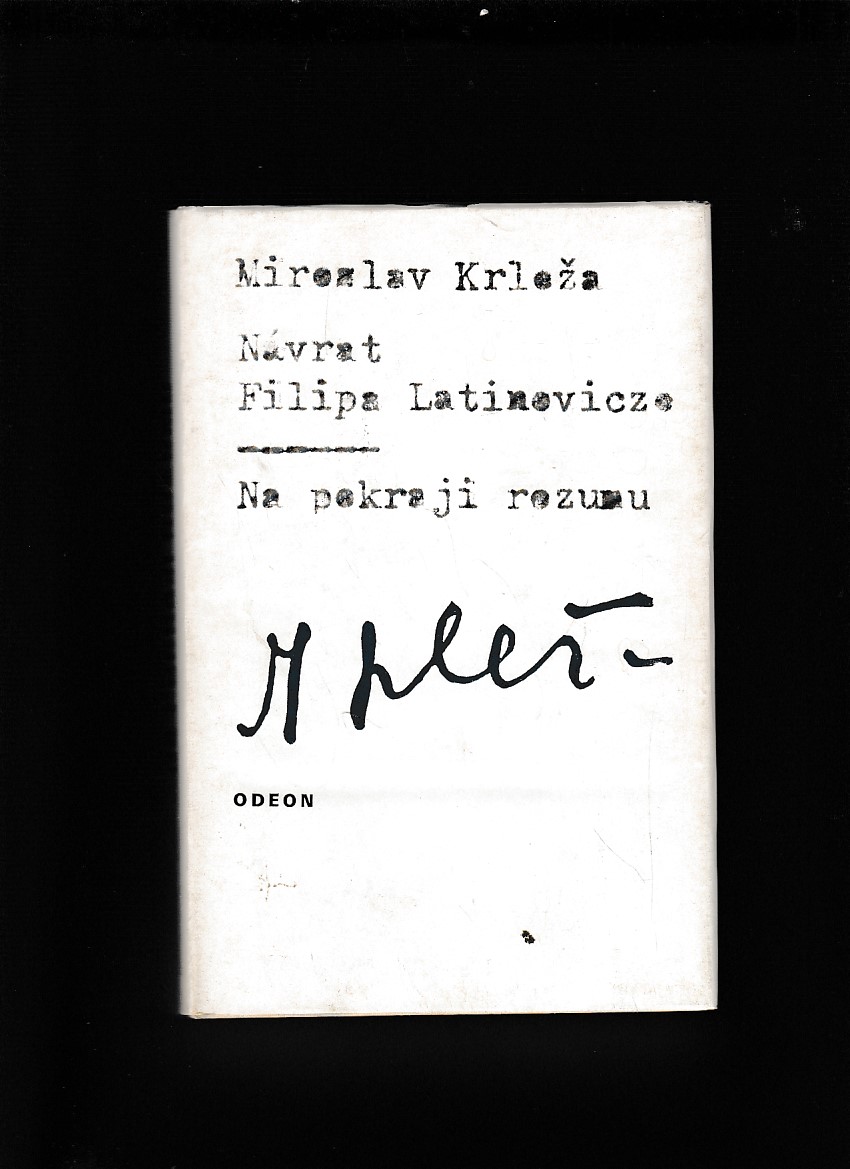 Miroslav Krleža
Návrat
Filipa Latinovicze
Na pokraji rozumu
ODEON